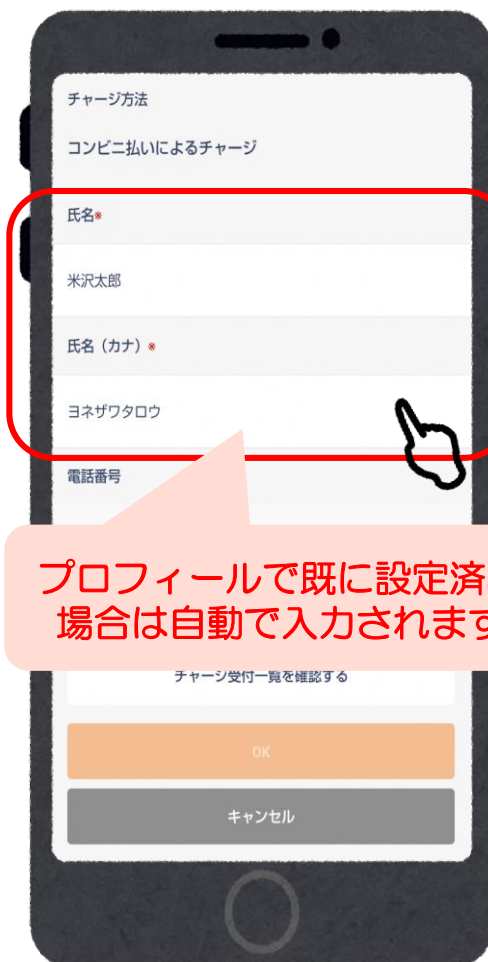 チャージ方法
コンビニ払いによるチャージ
氏名※
米沢太郎
氏名（カナ）※
ヨネザワタロウ
電話番号
プロフィールで既に設定済
場合は自動で入力されます
チャージ受付一覧を確認する
OK
キャンセル